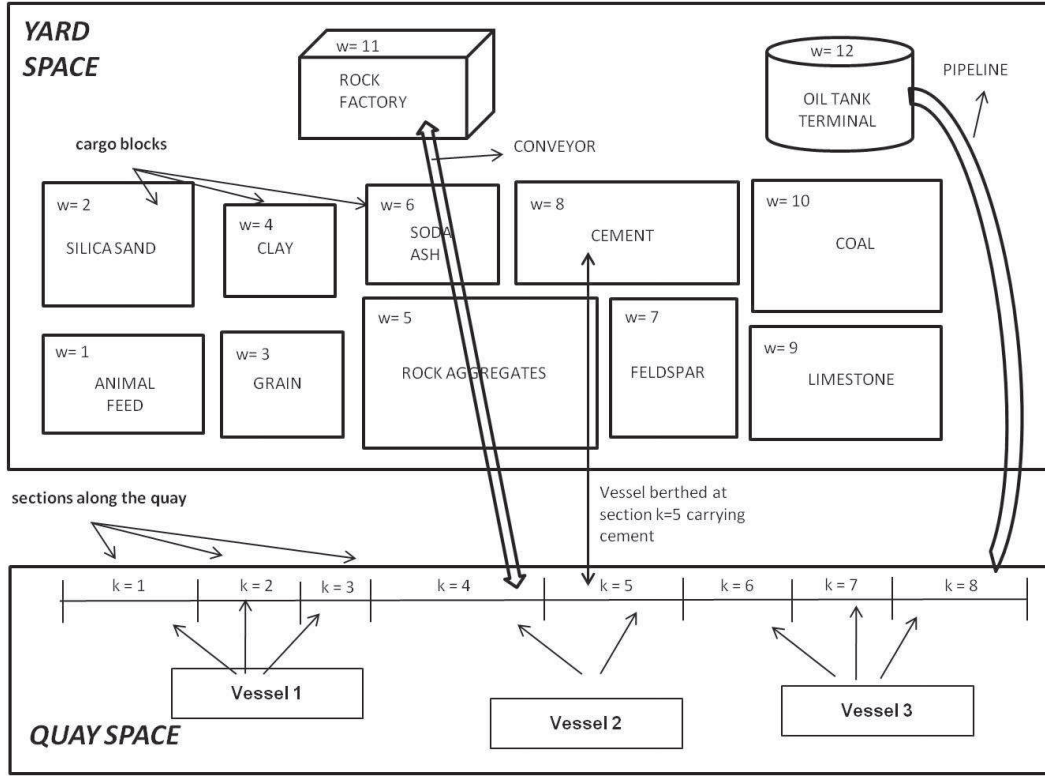 YARD
SPACE
w= 11
ROCK
FACTORY
w= 12
OIL TANK
TERMINAL
PIPELINE
cargo blocks
CONVEYOR
w= 2
SILICA SAND
w= 4
CLAY
w= 6
SODA
ASH
w= 8
CEMENT
w= 10
COAL
w= 1
ANIMAL
FEED
w= 3
GRAIN
w= 5
ROCK AGGREGATES
w= 7
FELDSPAR
w= 9
LIMESTONE
sections along the quay
Vessel berthed at
section k=5 carrying
cement
k = 1
k = 2
k = 3
k = 4
k = 5
k = 6
k = 7
k = 8
Vessel 1
Vessel 2
Vessel 3
QUAY SPACE